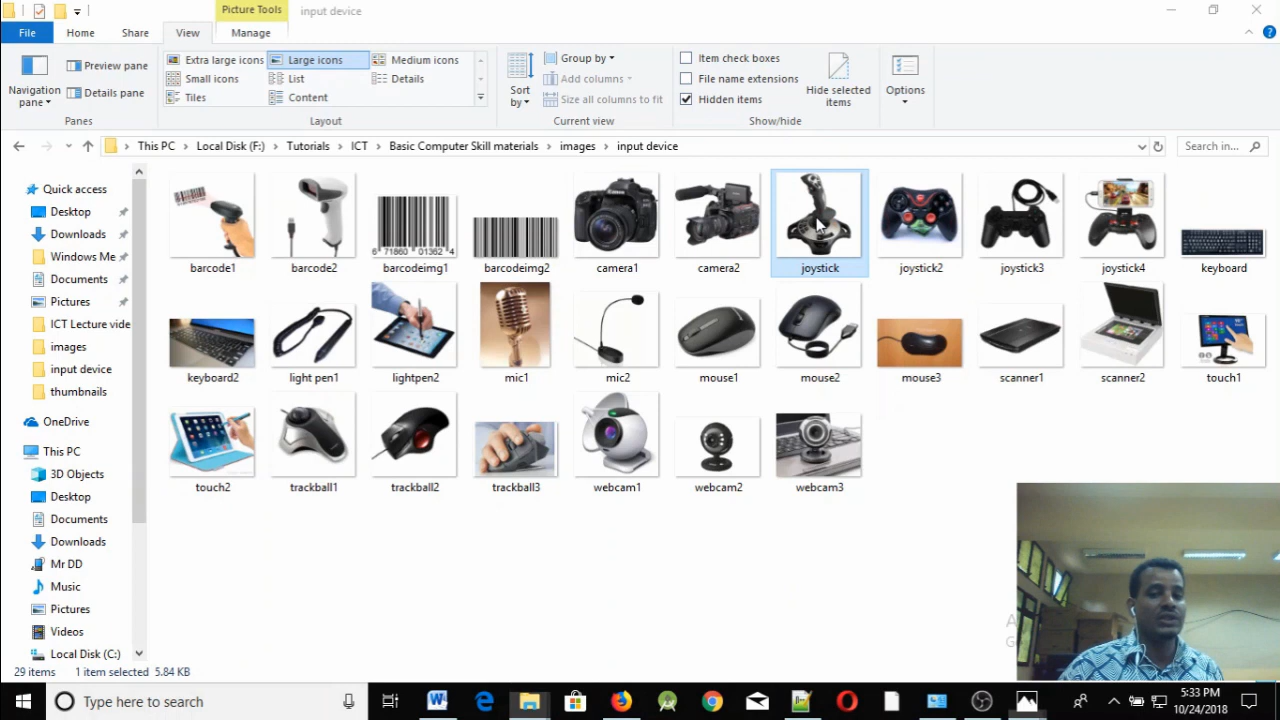 Picture Tools
input device
File
Home
Share
View
Manage
Navigation pane
Preview pane
Details pane
Panes
Extra large icons
Large icons
Medium icons
Small icons
List
Details
Tiles
Content
Layout
Sort by
Group by
Add columns
Size all columns to fit
Current view
Item check boxes
File name extensions
Hidden items
Hide selected items
Show/hide
Options
This PC > Local Disk (F:) > Tutorials > ICT > Basic Computer Skill materials > images > input device
Search in...
Quick access
Desktop
Downloads
Windows Me
Documents
Pictures
ICT Lecture vide
images
input device
thumbnails
OneDrive
This PC
3D Objects
Desktop
Documents
Downloads
Mr DD
Music
Pictures
Videos
Local Disk (C:)
6 71860 01362 4
barcode1
barcode2
barcodeimg1
barcodeimg2
camera1
camera2
joystick
joystick2
joystick3
joystick4
keyboard
keyboard2
light pen1
lightpen2
mic1
mic2
mouse1
mouse2
mouse3
scanner1
scanner2
touch1
touch2
trackball1
trackball2
trackball3
webcam1
webcam2
webcam3
29 items
1 item selected 5.84 KB
Type here to search
5:33 PM
10/24/2018